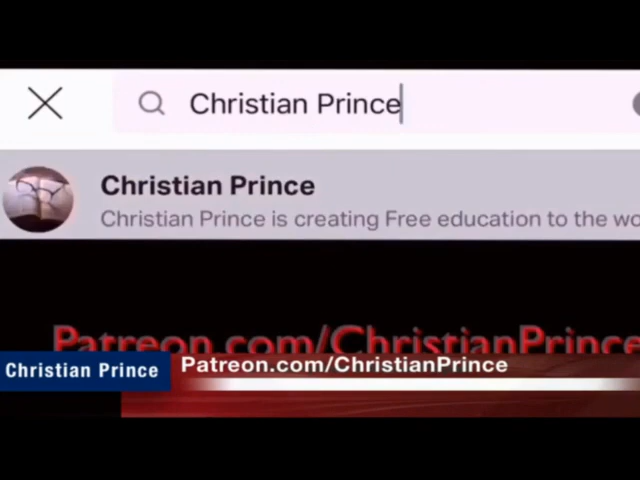 Christian Prince
Christian Prince
Christian Prince is creating Free education to the wo
Patreon.com/ChristianPrince
Christian Prince
Patreon.com/ChristianPrince